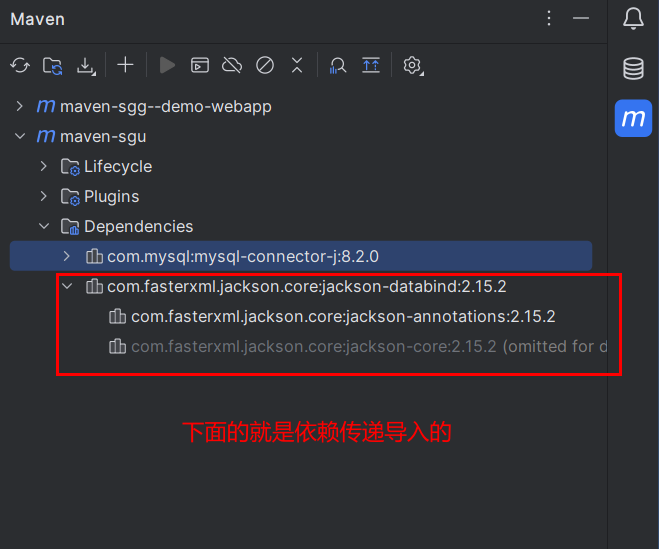 Maven
m maven-sgg--demo-webapp
m maven-sgu
Lifecycle
Plugins
Dependencies
com.mysql:mysql-connector-j:8.2.0
com.fasterxml.jackson.core:jackson-databind:2.15.2
com.fasterxml.jackson.core:jackson-annotations:2.15.2
com.fasterxml.jackson.core:jackson-core:2.15.2 (omitted for d
下面的就是依赖传递导入的
m